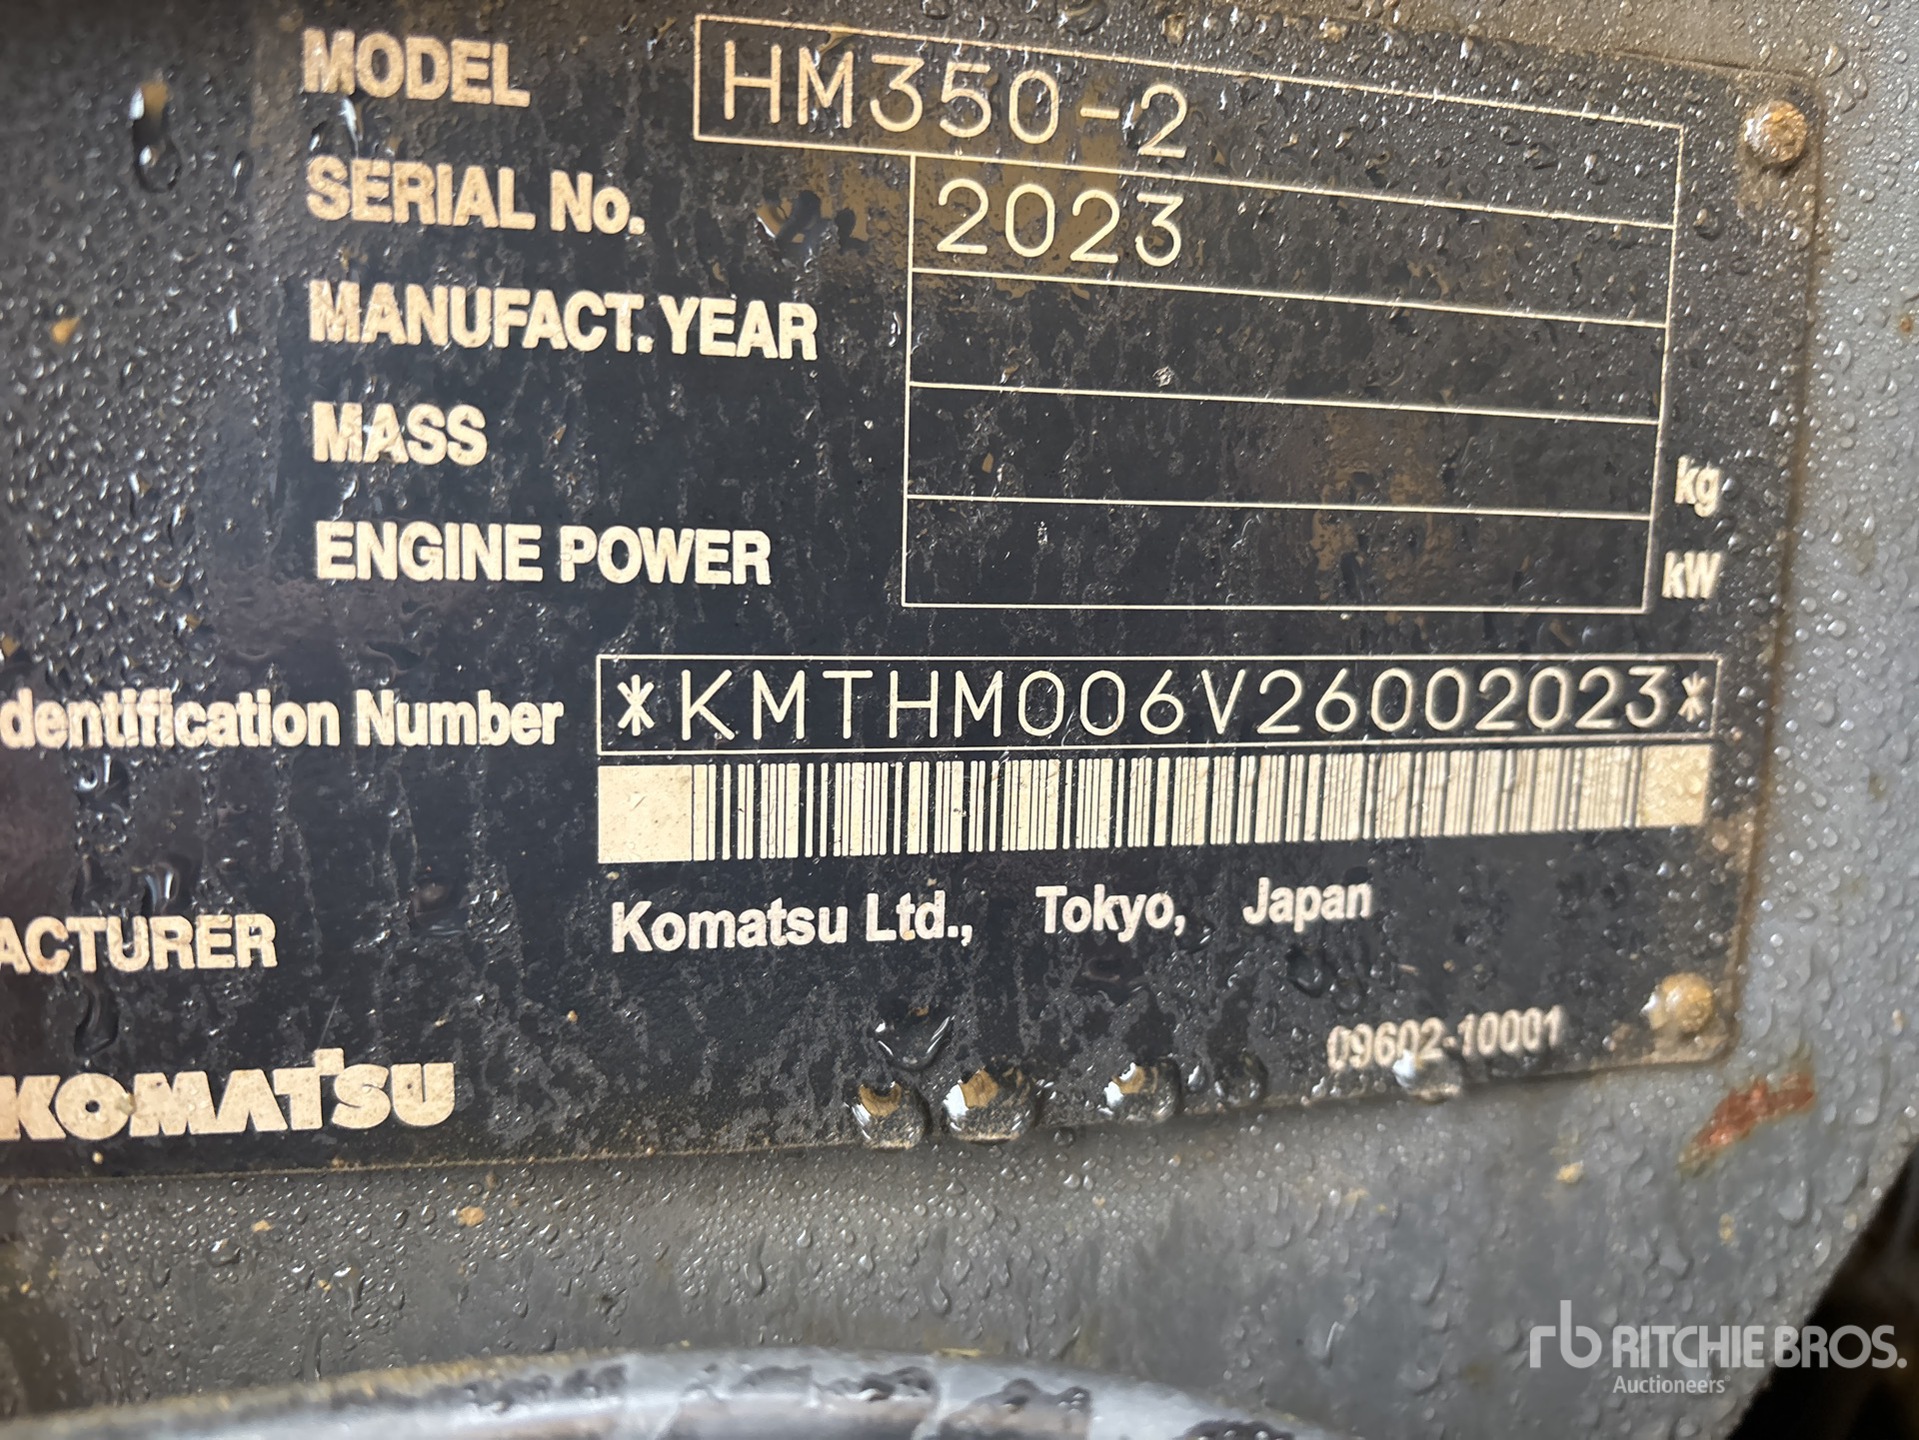 MODEL HM350-2
SERIAL No. 2023
MANUFACT. YEAR
MASS kg
ENGINE POWER kW
dentification Number *KMTHM006V26002023*
ACTURER Komatsu Ltd., Tokyo, Japan
09602-10001
KOMATSU
rb RITCHIE BROS.
Auctioneers